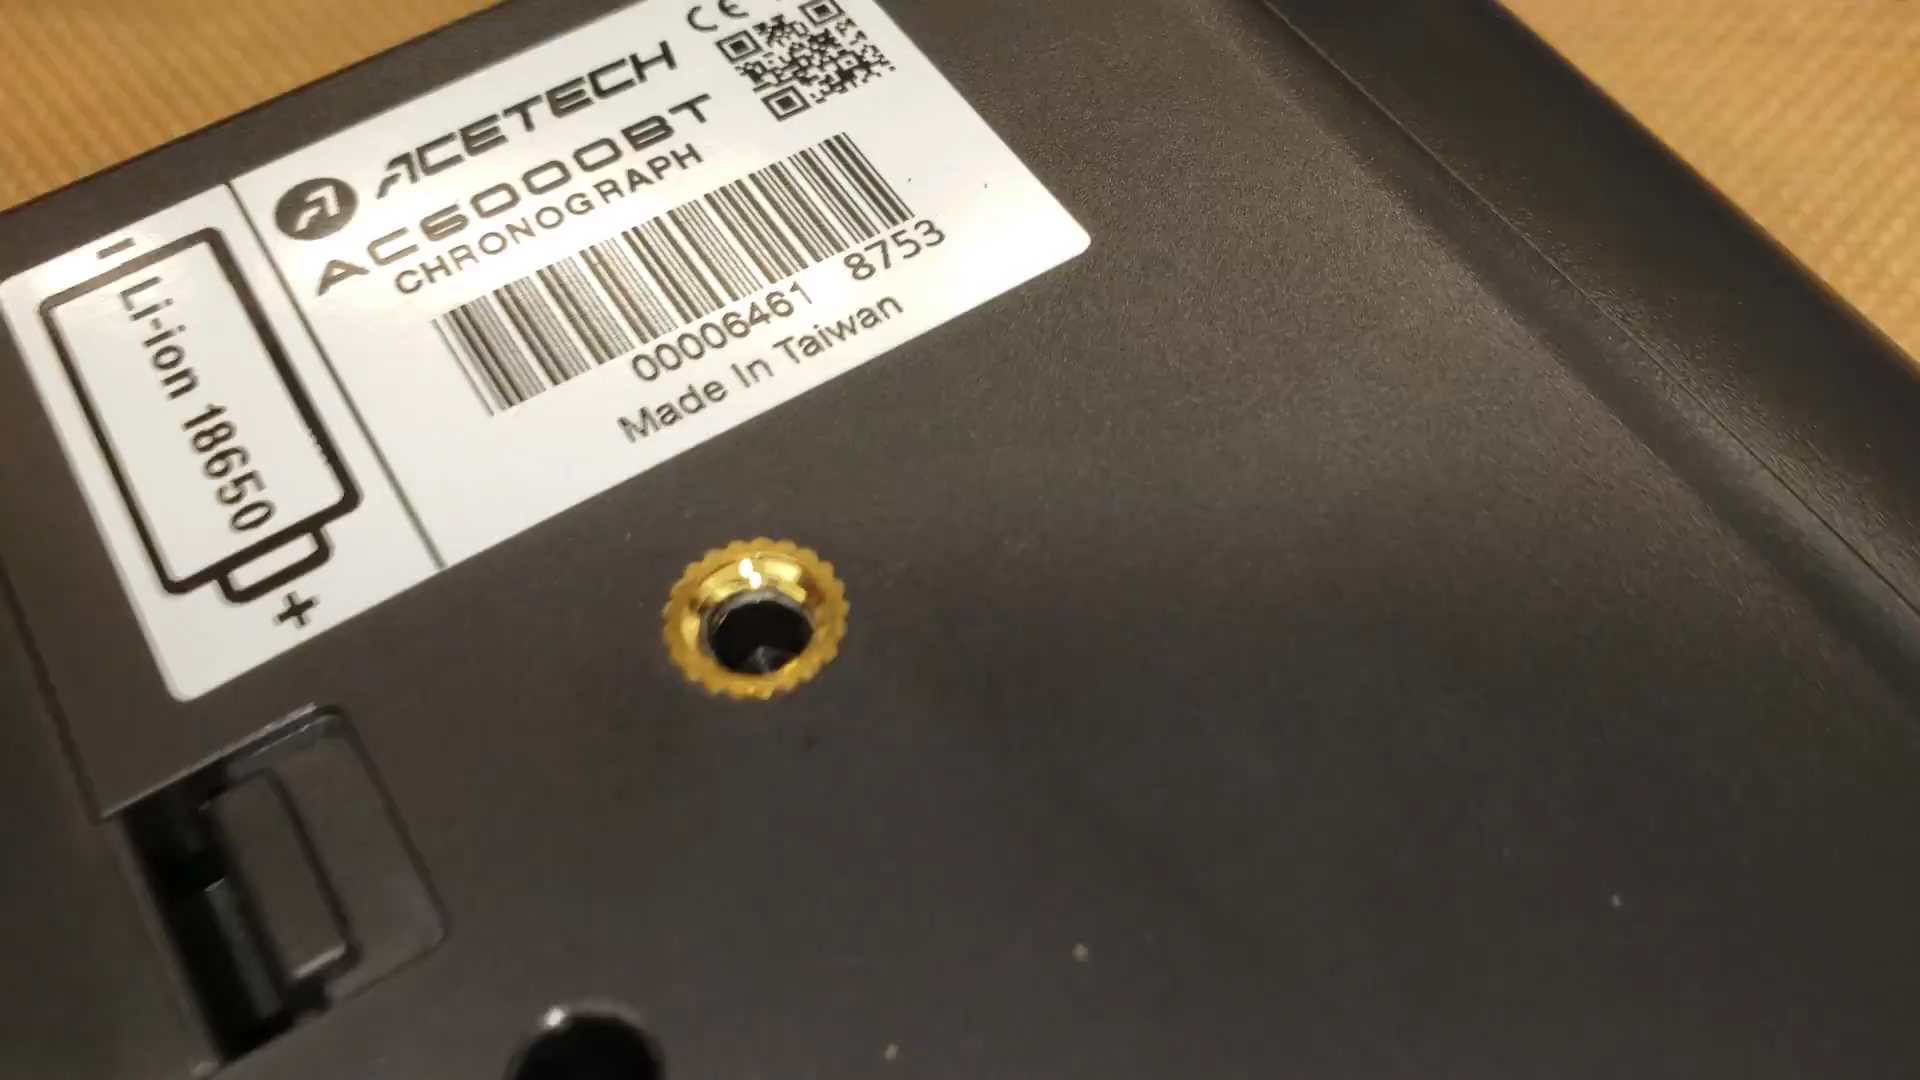 CE
ACETECH
AC6000BT
CHRONOGRAPH
00006461 8753
Made In Taiwan
-
Li-ion 18650
+